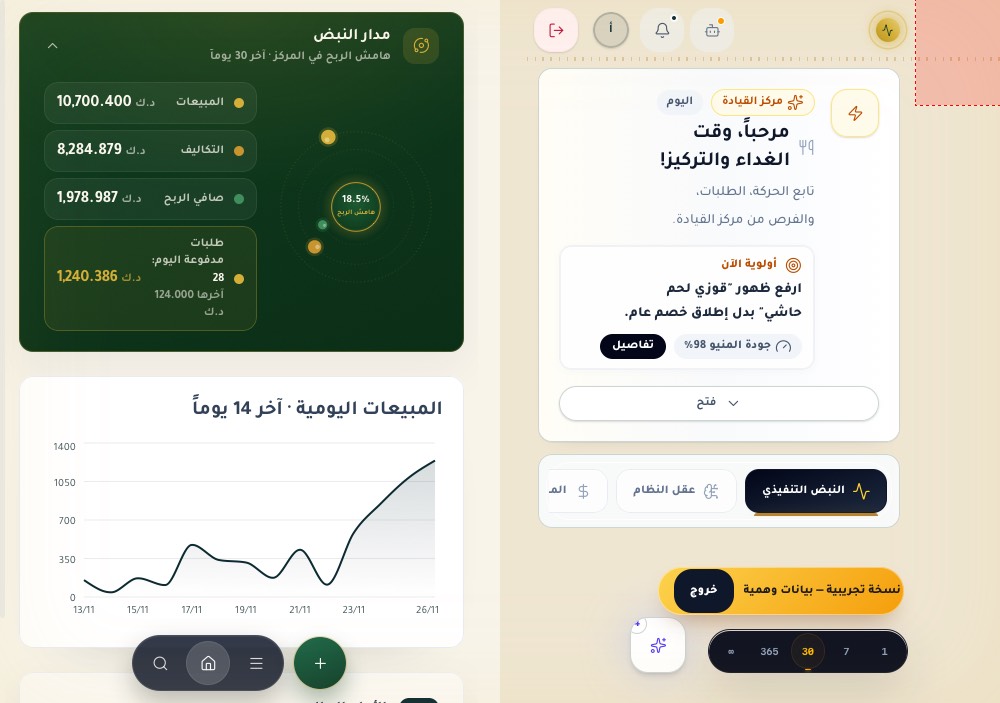 مركز القيادة
اليوم
مرحباً، وقت
الغداء والتركيز!
تابع الحركة، الطلبات،
والفرص من مركز القيادة.
أولوية الآن
ارفع ظهور "قوزي لحم
حاشي" بدل إطلاق خصم عام.
جودة المنيو 98%
تفاصيل
فتح
النبض التنفيذي
عقل النظام
نسخة تجريبية — بيانات وهمية
خروج
∞ 365 30 7 1
مدار النبض
هامش الربح في المركز · آخر 30 يوماً
المبيعات
10,700.400 د.ك
التكاليف
8,284.879 د.ك
صافي الربح
1,978.987 د.ك
طلبات
مدفوعة اليوم:
28
آخرها 124.000
د.ك
1,240.386 د.ك
18.5%
هامش الربح
المبيعات اليومية · آخر 14 يوماً
1400
1050
700
350
0
13/11 15/11 17/11 19/11 21/11 23/11 26/11